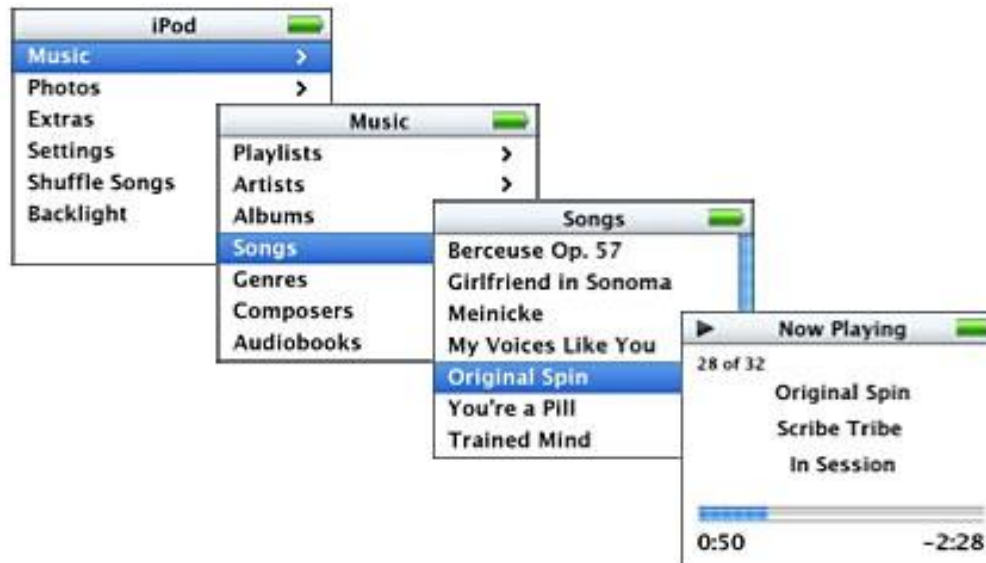 iPod
Music
Photos
Extras
Settings
Shuffle Songs
Backlight
Music
Playlists
Artists
Albums
Songs
Genres
Composers
Audiobooks
Songs
Berceuse Op. 57
Girlfriend in Sonoma
Meinicke
My Voices Like You
Original Spin
You're a Pill
Trained Mind
Now Playing
28 of 32
Original Spin
Scribe Tribe
In Session
0:50 -2:28